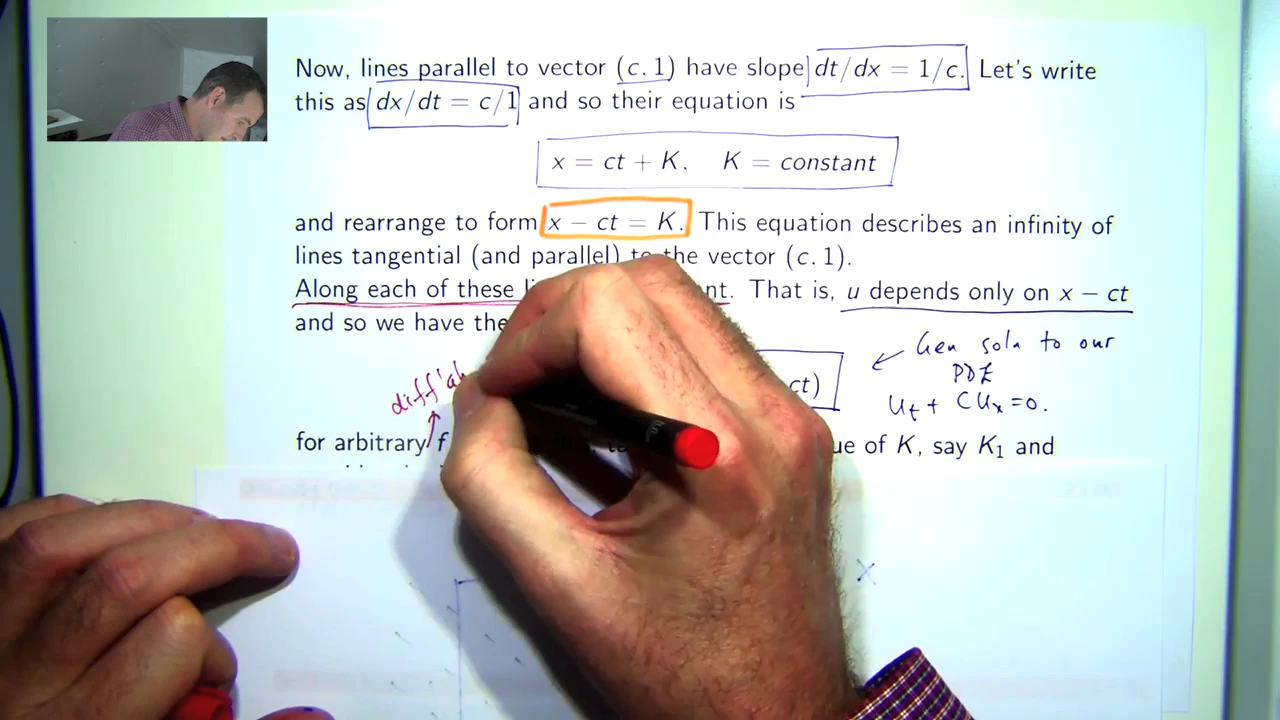 Now, lines parallel to vector (c, 1) have slope dt/dx = 1/c. Let's write
this as dx/dt = c/1 and so their equation is
x = ct + K, K = constant
and rearrange to form x − ct = K. This equation describes an infinity of
lines tangential (and parallel) to the vector (c, 1).
Along each of these nt. That is, u depends only on x − ct
and so we have the
Gen soln to our
PDE
diff'ab ct)
u_t + cu_x = 0.
for arbitrary f ue of K, say K₁ and
x